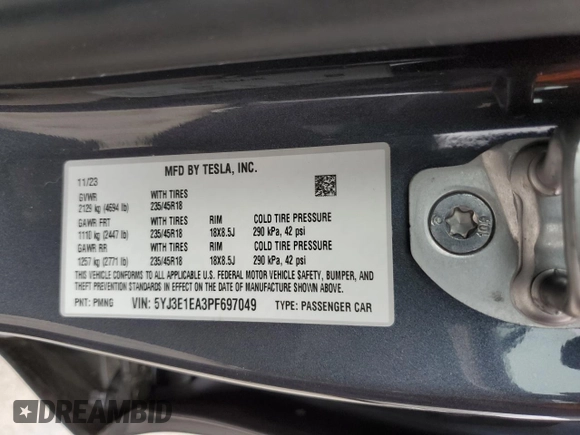 MFD BY TESLA, INC.
11/23
GVWR WITH TIRES
2129 kg (4694 lb) 235/45R18
GAWR FRT WITH TIRES RIM COLD TIRE PRESSURE
1110 kg (2447 lb) 235/45R18 18X8.5J 290 kPa, 42 psi
GAWR RR WITH TIRES RIM COLD TIRE PRESSURE
1257 kg (2771 lb) 235/45R18 18X8.5J 290 kPa, 42 psi
THIS VEHICLE CONFORMS TO ALL APPLICABLE U.S. FEDERAL MOTOR VEHICLE SAFETY, BUMPER, AND
THEFT PREVENTION STANDARDS IN EFFECT ON THE DATE OF MANUFACTURE SHOWN ABOVE.
PNT: PMNG VIN: 5YJ3E1EA3PF697049 TYPE: PASSENGER CAR
DREAMBID